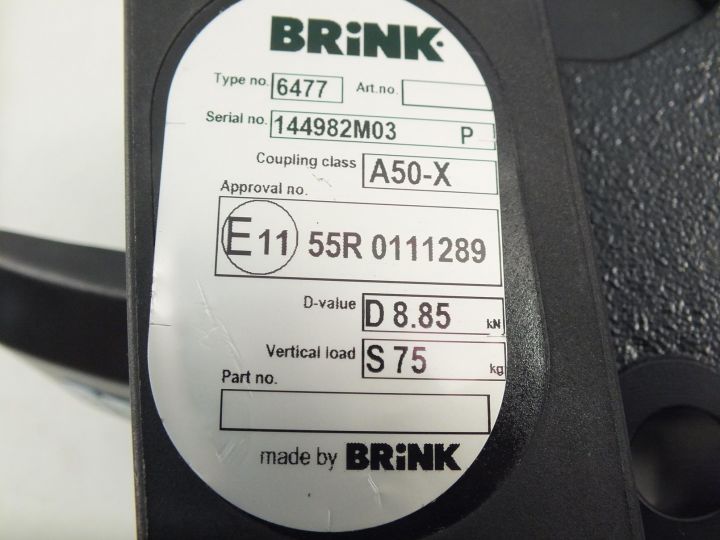 BRiNK
Type no. 6477 Art.no.
Serial no. 144982M03 P
Coupling class A50-X
Approval no.
E11 55R 0111289
D-value D 8.85 kN
Vertical load S 75 kg
Part no.
made by BRiNK